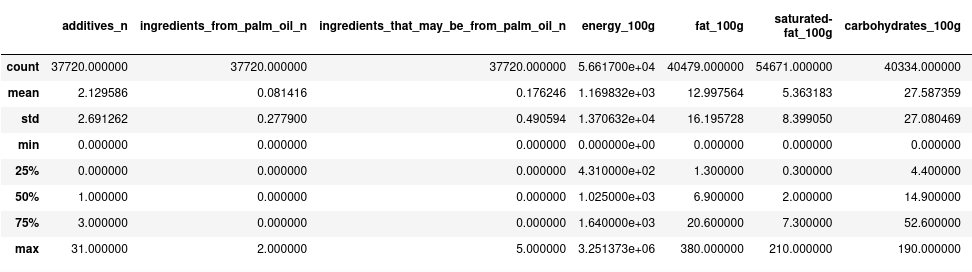 additives_n ingredients_from_palm_oil_n ingredients_that_may_be_from_palm_oil_n energy_100g fat_100g saturated-fat_100g carbohydrates_100g
count 37720.000000 37720.000000 37720.000000 5.661700e+04 40479.000000 54671.000000 40334.000000
mean 2.129586 0.081416 0.176246 1.169832e+03 12.997564 5.363183 27.587359
std 2.691262 0.277900 0.490594 1.370632e+04 16.195728 8.399050 27.080469
min 0.000000 0.000000 0.000000 0.000000e+00 0.000000 0.000000 0.000000
25% 0.000000 0.000000 0.000000 4.310000e+02 1.300000 0.300000 4.400000
50% 1.000000 0.000000 0.000000 1.025000e+03 6.900000 2.000000 14.900000
75% 3.000000 0.000000 0.000000 1.640000e+03 20.600000 7.300000 52.600000
max 31.000000 2.000000 5.000000 3.251373e+06 380.000000 210.000000 190.000000